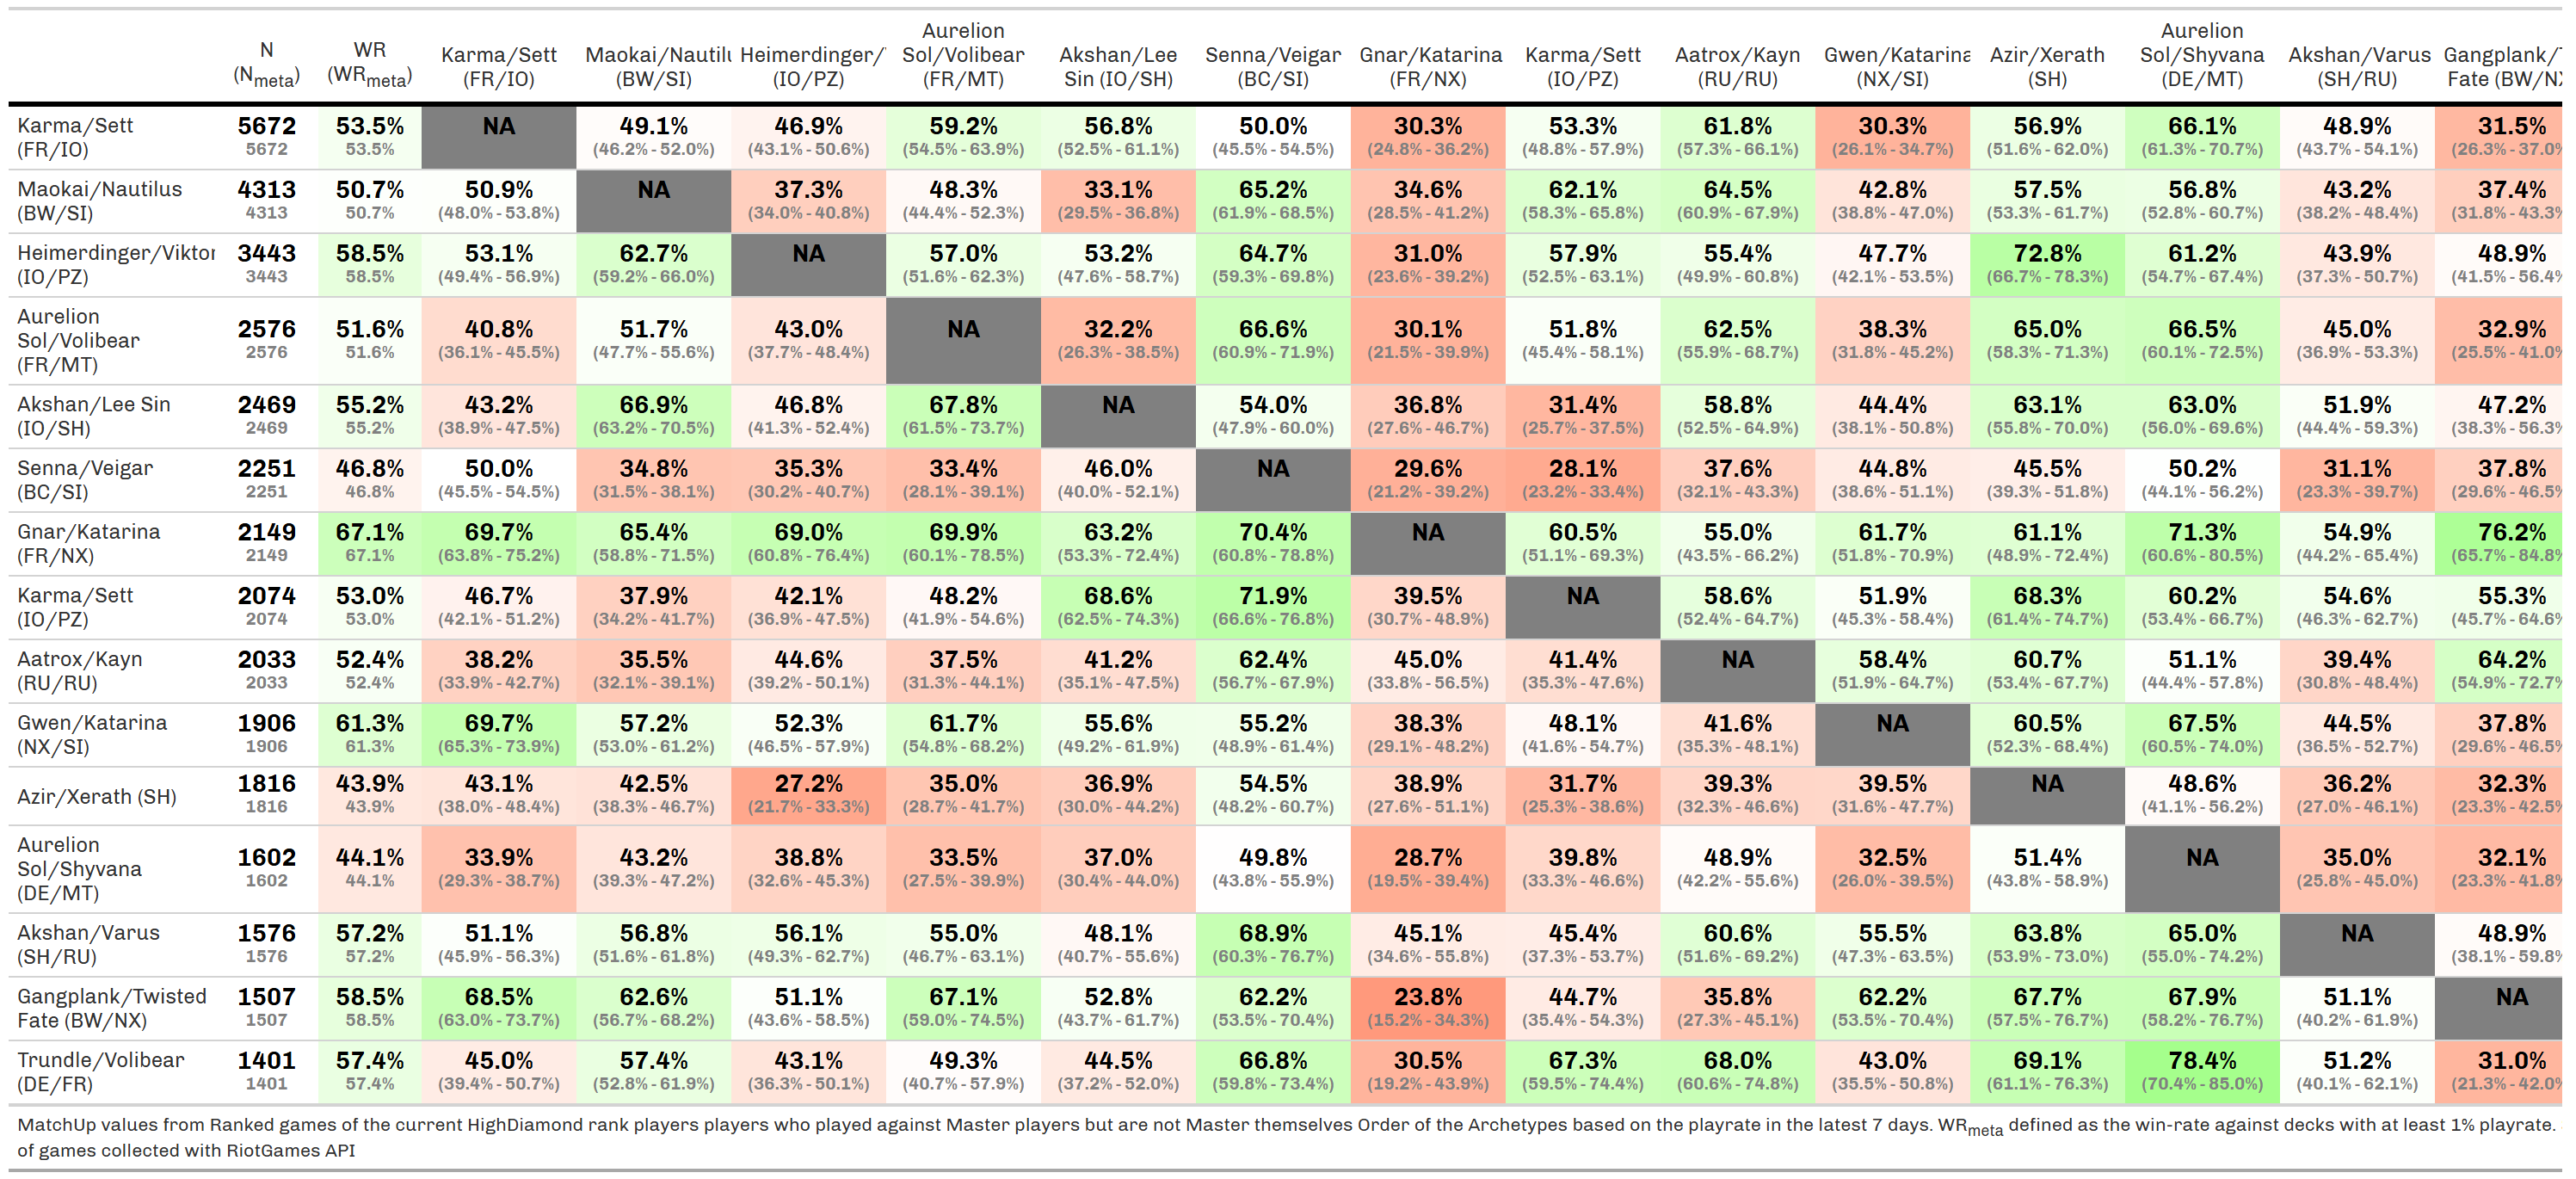 N WR Karma/Sett Maokai/Nautilu Heimerdinger/ Aurelion Sol/Volibear Akshan/Lee Senna/Veigar Gnar/Katarina Karma/Sett Aatrox/Kayn Gwen/Katarina Azir/Xerath Aurelion Sol/Shyvana Akshan/Varus Gangplank/
(Nmeta) (WRmeta) (FR/IO) (BW/SI) (IO/PZ) (FR/MT) Sin (IO/SH) (BC/SI) (FR/NX) (IO/PZ) (RU/RU) (NX/SI) (SH) (DE/MT) (SH/RU) Fate (BW/NX
Karma/Sett 5672 53.5% NA 49.1% 46.9% 59.2% 56.8% 50.0% 30.3% 53.3% 61.8% 30.3% 56.9% 66.1% 48.9% 31.5%
(FR/IO) 5672 53.5% (46.2% - 52.0%) (43.1% - 50.6%) (54.5% - 63.9%) (52.5% - 61.1%) (45.5% - 54.5%) (24.8% - 36.2%) (48.8% - 57.9%) (57.3% - 66.1%) (26.1% - 34.7%) (51.6% - 62.0%) (61.3% - 70.7%) (43.7% - 54.1%) (26.3% - 37.0%
Maokai/Nautilus 4313 50.7% 50.9% NA 37.3% 48.3% 33.1% 65.2% 34.6% 62.1% 64.5% 42.8% 57.5% 56.8% 43.2% 37.4%
(BW/SI) 4313 50.7% (48.0% - 53.8%) (34.0% - 40.8%) (44.4% - 52.3%) (29.5% - 36.8%) (61.9% - 68.5%) (28.5% - 41.2%) (58.3% - 65.8%) (60.9% - 67.9%) (38.8% - 47.0%) (53.3% - 61.7%) (52.8% - 60.7%) (38.2% - 48.4%) (31.8% - 43.3%
Heimerdinger/Viktor 3443 58.5% 53.1% 62.7% NA 57.0% 53.2% 64.7% 31.0% 57.9% 55.4% 47.7% 72.8% 61.2% 43.9% 48.9%
(IO/PZ) 3443 58.5% (49.4% - 56.9%) (59.2% - 66.0%) (51.6% - 62.3%) (47.6% - 58.7%) (59.3% - 69.8%) (23.6% - 39.2%) (52.5% - 63.1%) (49.9% - 60.8%) (42.1% - 53.5%) (66.7% - 78.3%) (54.7% - 67.4%) (37.3% - 50.7%) (41.5% - 56.4%
Aurelion
Sol/Volibear 2576 51.6% 40.8% 51.7% 43.0% NA 32.2% 66.6% 30.1% 51.8% 62.5% 38.3% 65.0% 66.5% 45.0% 32.9%
(FR/MT) 2576 51.6% (36.1% - 45.5%) (47.7% - 55.6%) (37.7% - 48.4%) (26.3% - 38.5%) (60.9% - 71.9%) (21.5% - 39.9%) (45.4% - 58.1%) (55.9% - 68.7%) (31.8% - 45.2%) (58.3% - 71.3%) (60.1% - 72.5%) (36.9% - 53.3%) (25.5% - 41.0%
Akshan/Lee Sin 2469 55.2% 43.2% 66.9% 46.8% 67.8% NA 54.0% 36.8% 31.4% 58.8% 44.4% 63.1% 63.0% 51.9% 47.2%
(IO/SH) 2469 55.2% (38.9% - 47.5%) (63.2% - 70.5%) (41.3% - 52.4%) (61.5% - 73.7%) (47.9% - 60.0%) (27.6% - 46.7%) (25.7% - 37.5%) (52.5% - 64.9%) (38.1% - 50.8%) (55.8% - 70.0%) (56.0% - 69.6%) (44.4% - 59.3%) (38.3% - 56.3%
Senna/Veigar 2251 46.8% 50.0% 34.8% 35.3% 33.4% 46.0% NA 29.6% 28.1% 37.6% 44.8% 45.5% 50.2% 31.1% 37.8%
(BC/SI) 2251 46.8% (45.5% - 54.5%) (31.5% - 38.1%) (30.2% - 40.7%) (28.1% - 39.1%) (40.0% - 52.1%) (21.2% - 39.2%) (23.2% - 33.4%) (32.1% - 43.3%) (38.6% - 51.1%) (39.3% - 51.8%) (44.1% - 56.2%) (23.3% - 39.7%) (29.6% - 46.5%
Gnar/Katarina 2149 67.1% 69.7% 65.4% 69.0% 69.9% 63.2% 70.4% NA 60.5% 55.0% 61.7% 61.1% 71.3% 54.9% 76.2%
(FR/NX) 2149 67.1% (63.8% - 75.2%) (58.8% - 71.5%) (60.8% - 76.4%) (60.1% - 78.5%) (53.3% - 72.4%) (60.8% - 78.8%) (51.1% - 69.3%) (43.5% - 66.2%) (51.8% - 70.9%) (48.9% - 72.4%) (60.6% - 80.5%) (44.2% - 65.4%) (65.7% - 84.8%
Karma/Sett 2074 53.0% 46.7% 37.9% 42.1% 48.2% 68.6% 71.9% 39.5% NA 58.6% 51.9% 68.3% 60.2% 54.6% 55.3%
(IO/PZ) 2074 53.0% (42.1% - 51.2%) (34.2% - 41.7%) (36.9% - 47.5%) (41.9% - 54.6%) (62.5% - 74.3%) (66.6% - 76.8%) (30.7% - 48.9%) (52.4% - 64.7%) (45.3% - 58.4%) (61.4% - 74.7%) (53.4% - 66.7%) (46.3% - 62.7%) (45.7% - 64.6%
Aatrox/Kayn 2033 52.4% 38.2% 35.5% 44.6% 37.5% 41.2% 62.4% 45.0% 41.4% NA 58.4% 60.7% 51.1% 39.4% 64.2%
(RU/RU) 2033 52.4% (33.9% - 42.7%) (32.1% - 39.1%) (39.2% - 50.1%) (31.3% - 44.1%) (35.1% - 47.5%) (56.7% - 67.9%) (33.8% - 56.5%) (35.3% - 47.6%) (51.9% - 64.7%) (53.4% - 67.7%) (44.4% - 57.8%) (30.8% - 48.4%) (54.9% - 72.7%
Gwen/Katarina 1906 61.3% 69.7% 57.2% 52.3% 61.7% 55.6% 55.2% 38.3% 48.1% 41.6% NA 60.5% 67.5% 44.5% 37.8%
(NX/SI) 1906 61.3% (65.3% - 73.9%) (53.0% - 61.2%) (46.5% - 57.9%) (54.8% - 68.2%) (49.2% - 61.9%) (48.9% - 61.4%) (29.1% - 48.2%) (41.6% - 54.7%) (35.3% - 48.1%) (52.3% - 68.4%) (60.5% - 74.0%) (36.5% - 52.7%) (29.6% - 46.5%
Azir/Xerath (SH) 1816 43.9% 43.1% 42.5% 27.2% 35.0% 36.9% 54.5% 38.9% 31.7% 39.3% 39.5% NA 48.6% 36.2% 32.3%
1816 43.9% (38.0% - 48.4%) (38.3% - 46.7%) (21.7% - 33.3%) (28.7% - 41.7%) (30.0% - 44.2%) (48.2% - 60.7%) (27.6% - 51.1%) (25.3% - 38.6%) (32.3% - 46.6%) (31.6% - 47.7%) (41.1% - 56.2%) (27.0% - 46.1%) (23.3% - 42.5%
Aurelion
Sol/Shyvana 1602 44.1% 33.9% 43.2% 38.8% 33.5% 37.0% 49.8% 28.7% 39.8% 48.9% 32.5% 51.4% NA 35.0% 32.1%
(DE/MT) 1602 44.1% (29.3% - 38.7%) (39.3% - 47.2%) (32.6% - 45.3%) (27.5% - 39.9%) (30.4% - 44.0%) (43.8% - 55.9%) (19.5% - 39.4%) (33.3% - 46.6%) (42.2% - 55.6%) (26.0% - 39.5%) (43.8% - 58.9%) (25.8% - 45.0%) (23.3% - 41.8%
Akshan/Varus 1576 57.2% 51.1% 56.8% 56.1% 55.0% 48.1% 68.9% 45.1% 45.4% 60.6% 55.5% 63.8% 65.0% NA 48.9%
(SH/RU) 1576 57.2% (45.9% - 56.3%) (51.6% - 61.8%) (49.3% - 62.7%) (46.7% - 63.1%) (40.7% - 55.6%) (60.3% - 76.7%) (34.6% - 55.8%) (37.3% - 53.7%) (51.6% - 69.2%) (47.3% - 63.5%) (53.9% - 73.0%) (55.0% - 74.2%) (38.1% - 59.8%
Gangplank/Twisted 1507 58.5% 68.5% 62.6% 51.1% 67.1% 52.8% 62.2% 23.8% 44.7% 35.8% 62.2% 67.7% 67.9% 51.1% NA
Fate (BW/NX) 1507 58.5% (63.0% - 73.7%) (56.7% - 68.2%) (43.6% - 58.5%) (59.0% - 74.5%) (43.7% - 61.7%) (53.5% - 70.4%) (15.2% - 34.3%) (35.4% - 54.3%) (27.3% - 45.1%) (53.5% - 70.4%) (57.5% - 76.7%) (58.2% - 76.7%) (40.2% - 61.9%)
Trundle/Volibear 1401 57.4% 45.0% 57.4% 43.1% 49.3% 44.5% 66.8% 30.5% 67.3% 68.0% 43.0% 69.1% 78.4% 51.2% 31.0%
(DE/FR) 1401 57.4% (39.4% - 50.7%) (52.8% - 61.9%) (36.3% - 50.1%) (40.7% - 57.9%) (37.2% - 52.0%) (59.8% - 73.4%) (19.2% - 43.9%) (59.5% - 74.4%) (60.6% - 74.8%) (35.5% - 50.8%) (61.1% - 76.3%) (70.4% - 85.0%) (40.1% - 62.1%) (21.3% - 42.0%
MatchUp values from Ranked games of the current HighDiamond rank players players who played against Master players but are not Master themselves Order of the Archetypes based on the playrate in the latest 7 days. WRmeta defined as the win-rate against decks with at least 1% playrate.
of games collected with RiotGames API